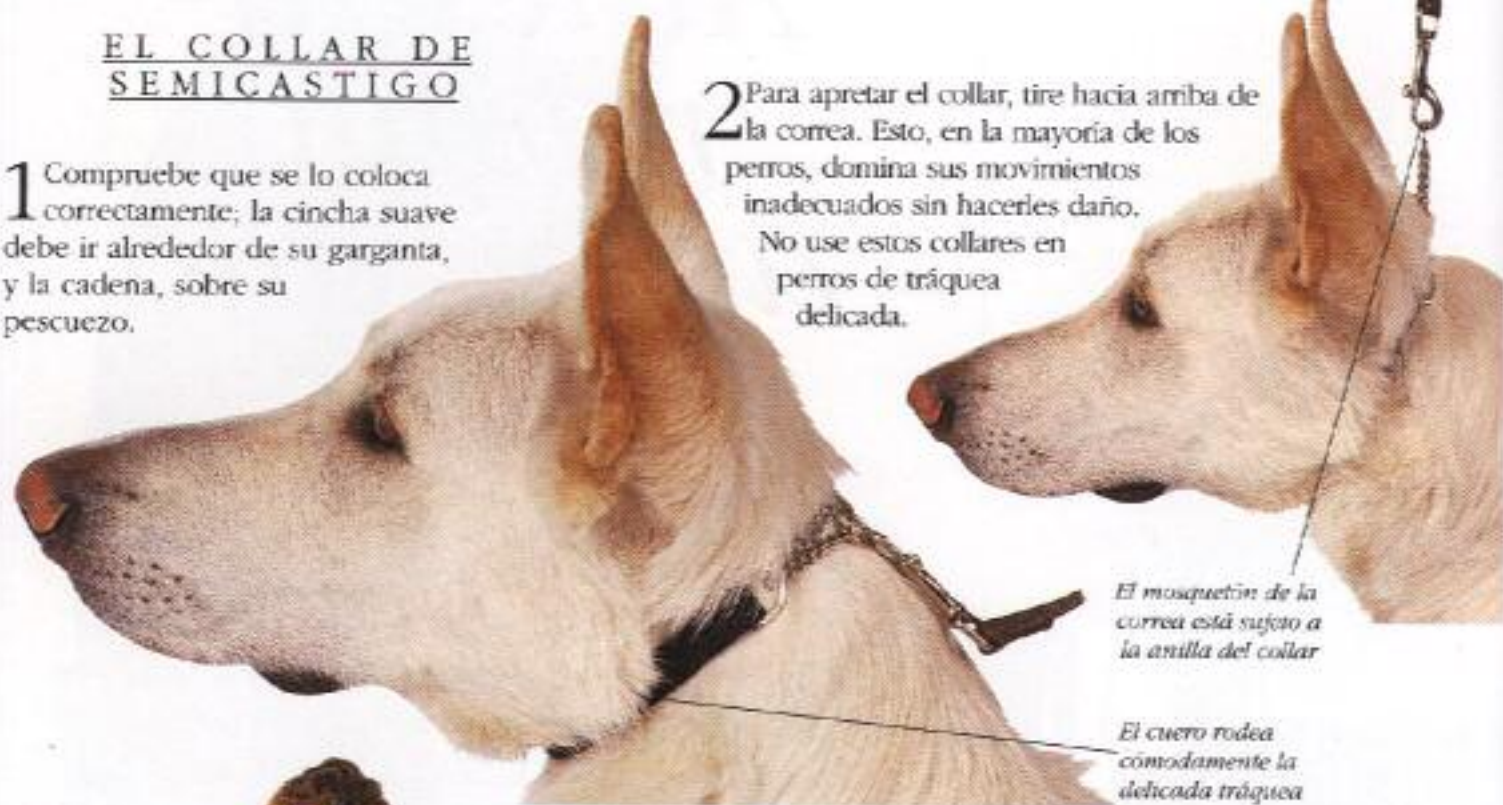 EL COLLAR DE
SEMICASTIGO
1 Compruebe que se lo coloca
correctamente; la cincha suave
debe ir alrededor de su garganta,
y la cadena, sobre su
pescuezo.
2 Para apretar el collar, tire hacia arriba de
la correa. Esto, en la mayoría de los
perros, domina sus movimientos
inadecuados sin hacerles daño.
No use estos collares en
perros de tráquea
delicada.
El mosquetón de la
correa está sujeto a
la anilla del collar
El cuero rodea
cómodamente la
delicada tráquea